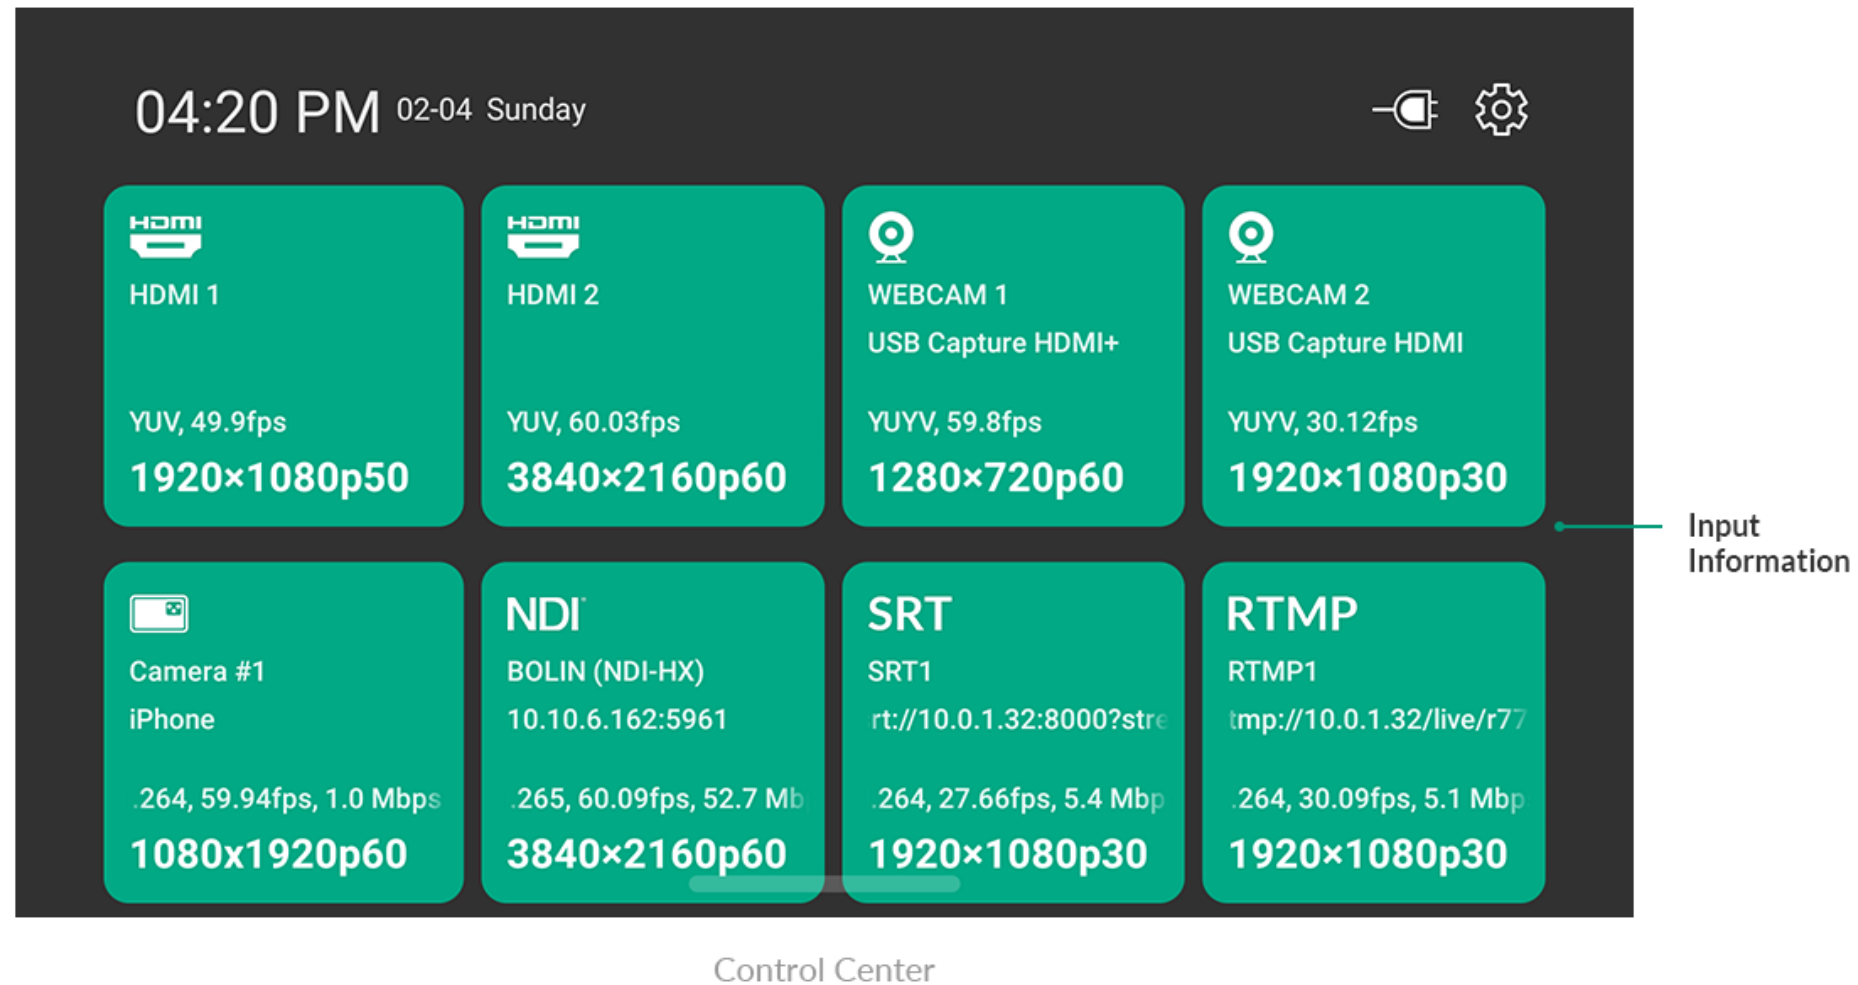 04:20 PM 02-04 Sunday
HDMI
HDMI 1
YUV, 49.9fps
1920×1080p50
HDMI
HDMI 2
YUV, 60.03fps
3840×2160p60
WEBCAM 1
USB Capture HDMI+
YUYV, 59.8fps
1280×720p60
WEBCAM 2
USB Capture HDMI
YUYV, 30.12fps
1920×1080p30
Input
Information
Camera #1
iPhone
.264, 59.94fps, 1.0 Mbps
1080x1920p60
NDI
BOLIN (NDI-HX)
10.10.6.162:5961
.265, 60.09fps, 52.7 Mb
3840×2160p60
SRT
SRT1
rt://10.0.1.32:8000?stre
.264, 27.66fps, 5.4 Mbp
1920×1080p30
RTMP
RTMP1
tmp://10.0.1.32/live/r77
.264, 30.09fps, 5.1 Mbp
1920×1080p30
Control Center